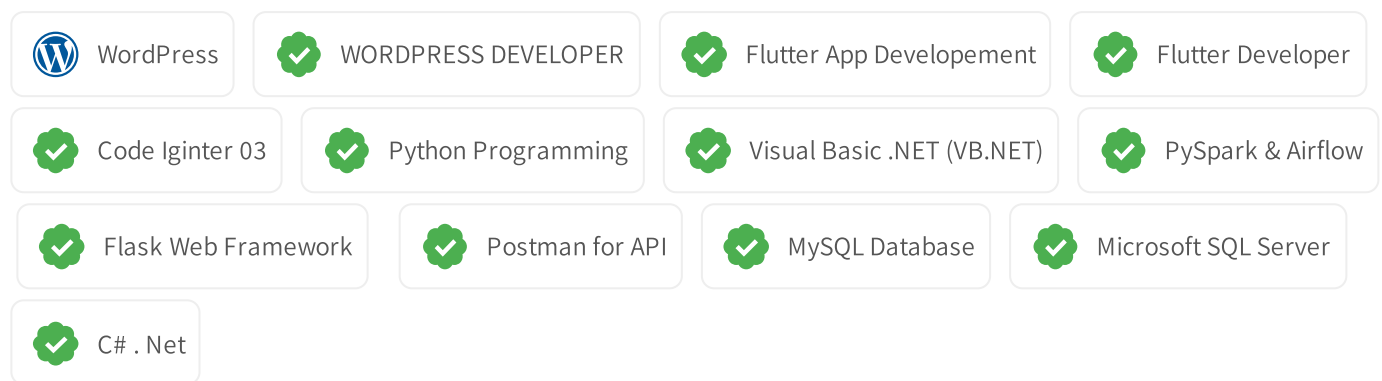 WordPress WORDPRESS DEVELOPER Flutter App Developement Flutter Developer
Code Iginter 03 Python Programming Visual Basic .NET (VB.NET) PySpark & Airflow
Flask Web Framework Postman for API MySQL Database Microsoft SQL Server
C# . Net